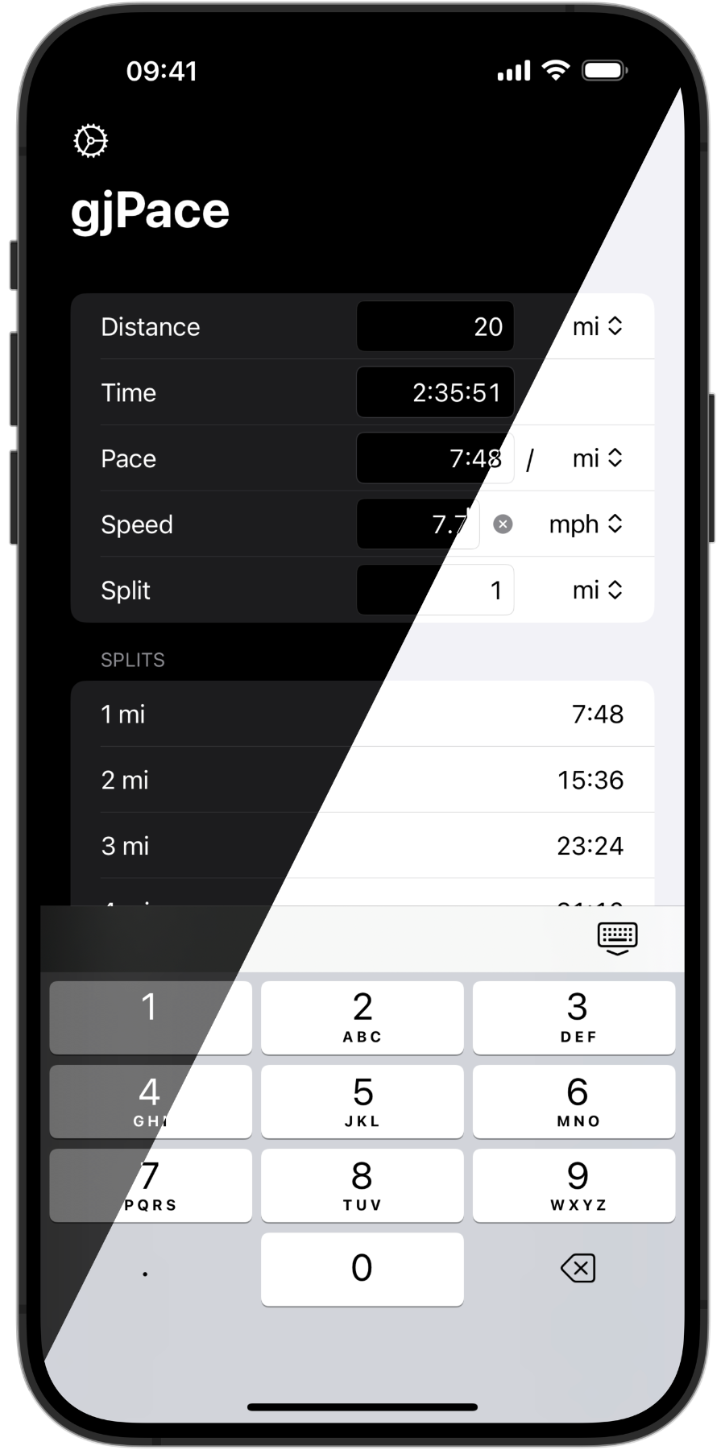 09:41
gjPace
Distance 20 mi
Time 2:35:51
Pace 7:48 / mi
Speed 7.7 mph
Split 1 mi
SPLITS
1 mi 7:48
2 mi 15:36
3 mi 23:24
1 2 3
ABC DEF
4 5 6
GHI JKL MNO
7 8 9
PQRS TUV WXYZ
. 0